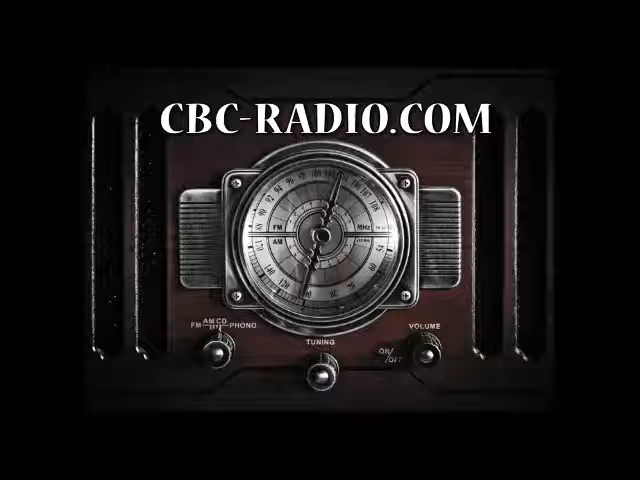 CBC-RADIO.COM
FM
MHz
AM
AM CD
FM PHONO
TUNING
VOLUME
ON/
/OFF